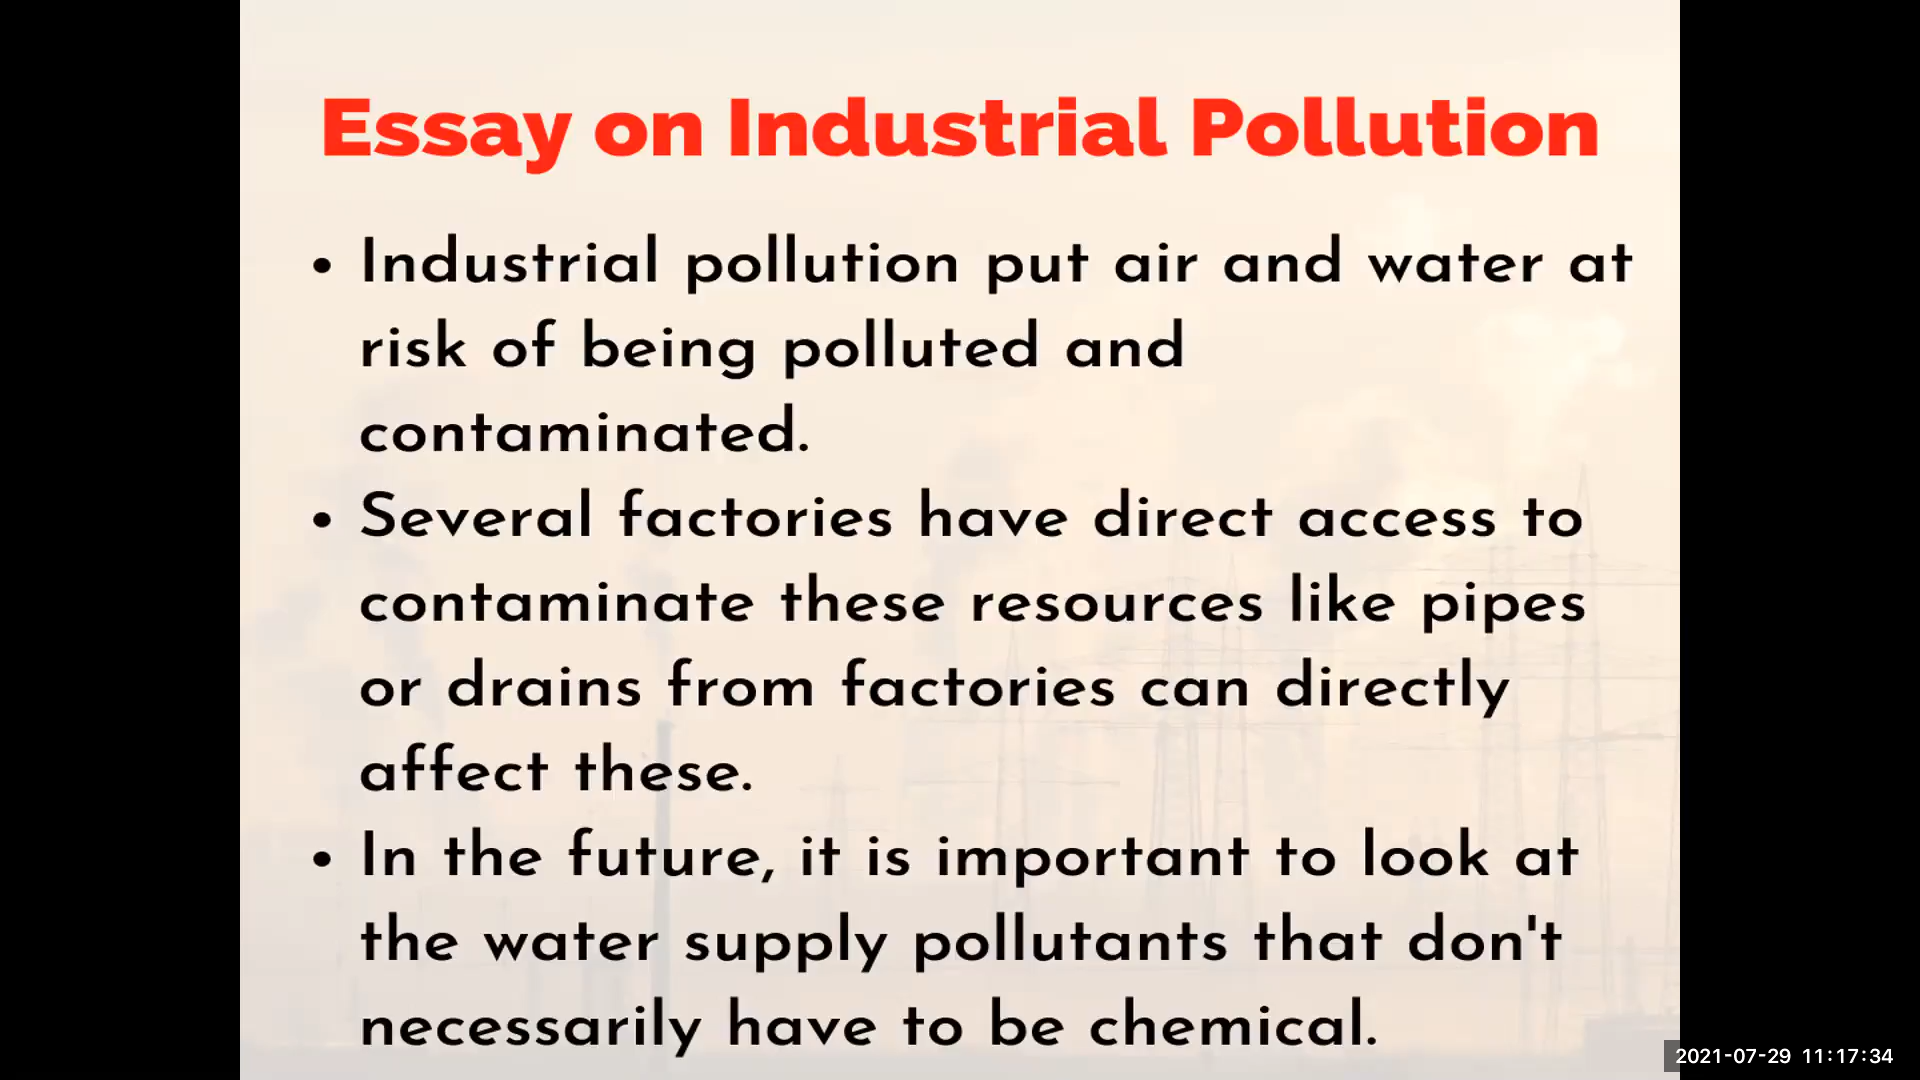 Essay on Industrial Pollution
• Industrial pollution put air and water at
risk of being polluted and
contaminated.
• Several factories have direct access to
contaminate these resources like pipes
or drains from factories can directly
affect these.
• In the future, it is important to look at
the water supply pollutants that don't
necessarily have to be chemical.
2021-07-29 11:17:34